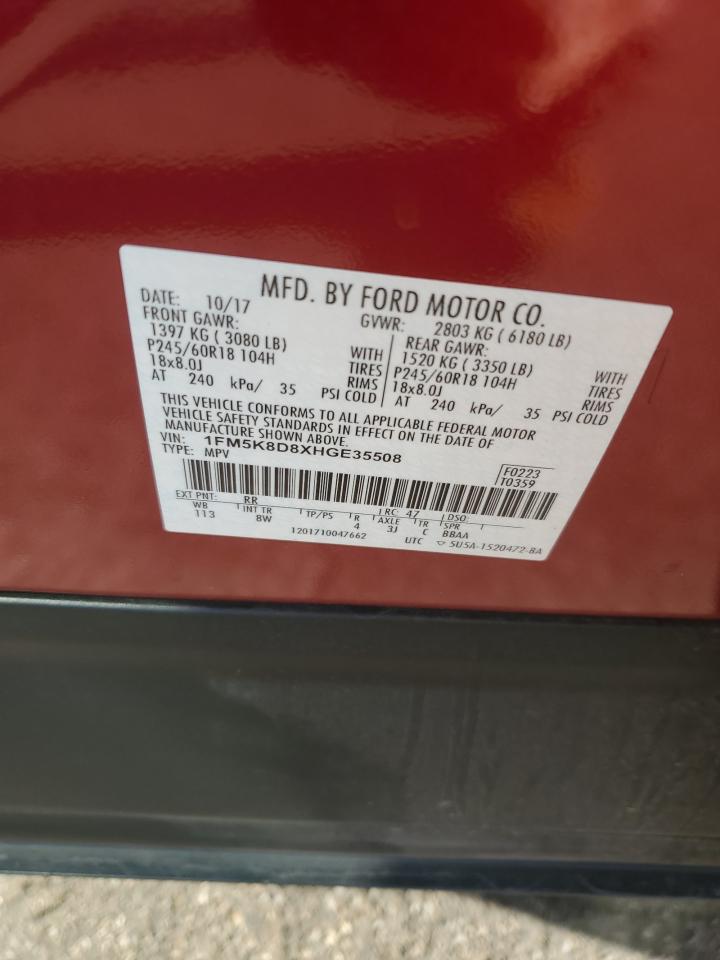 MFD. BY FORD MOTOR CO.
DATE: 10/17 GVWR: 2803 KG ( 6180 LB)
FRONT GAWR: REAR GAWR:
1397 KG ( 3080 LB) WITH 1520 KG ( 3350 LB) WITH
P245/60R18 104H TIRES P245/60R18 104H TIRES
18x8.0J RIMS 18x8.0J RIMS
AT 240 kPa/ 35 PSI COLD AT 240 kPa/ 35 PSI COLD
THIS VEHICLE CONFORMS TO ALL APPLICABLE FEDERAL MOTOR
VEHICLE SAFETY STANDARDS IN EFFECT ON THE DATE OF
MANUFACTURE SHOWN ABOVE.
VIN: 1FM5K8D8XHGE35508 F0223
TYPE: MPV T0359
EXT PNT: RR RC: 47 DSO:
WB INT TR TP/PS R AXLE TR SPR
113 8W 4 3J C BBAA
1201710047662 UTC ▽ 5U5A-1520472-BA